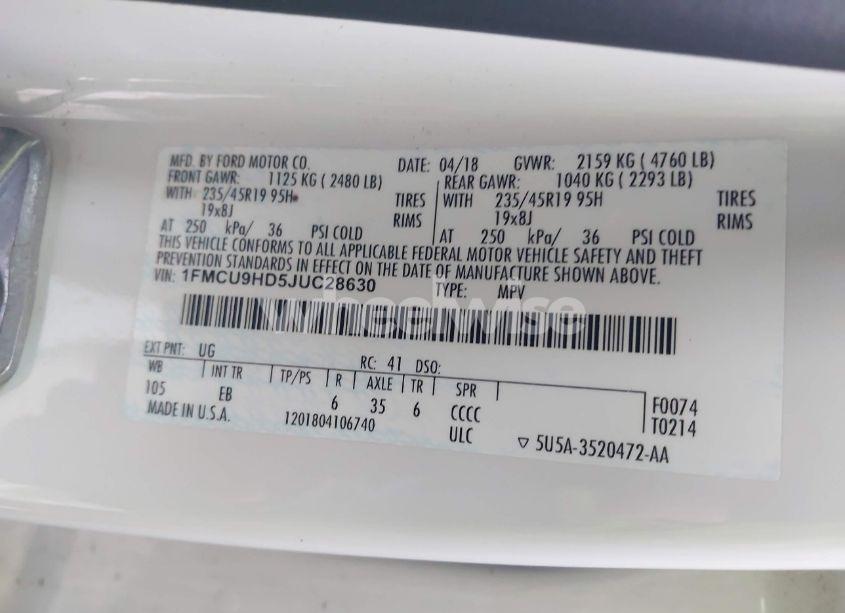 MFD. BY FORD MOTOR CO. DATE: 04/18 GVWR: 2159 KG ( 4760 LB)
FRONT GAWR: 1125 KG ( 2480 LB) REAR GAWR: 1040 KG ( 2293 LB)
WITH 235/45R19 95H TIRES WITH 235/45R19 95H TIRES
19x8J RIMS 19x8J RIMS
AT 250 kPa/ 36 PSI COLD AT 250 kPa/ 36 PSI COLD
THIS VEHICLE CONFORMS TO ALL APPLICABLE FEDERAL MOTOR VEHICLE SAFETY AND THEFT
PREVENTION STANDARDS IN EFFECT ON THE DATE OF MANUFACTURE SHOWN ABOVE.
VIN: 1FMCU9HD5JUC28630 TYPE: MPV
wheelwise
EXT PNT: UG RC: 41 DSO:
WB INT TR TP/PS R AXLE TR SPR
105 EB 6 35 6 CCCC F0074
MADE IN U.S.A. 1201804106740 ULC T0214
▽ 5U5A-3520472-AA